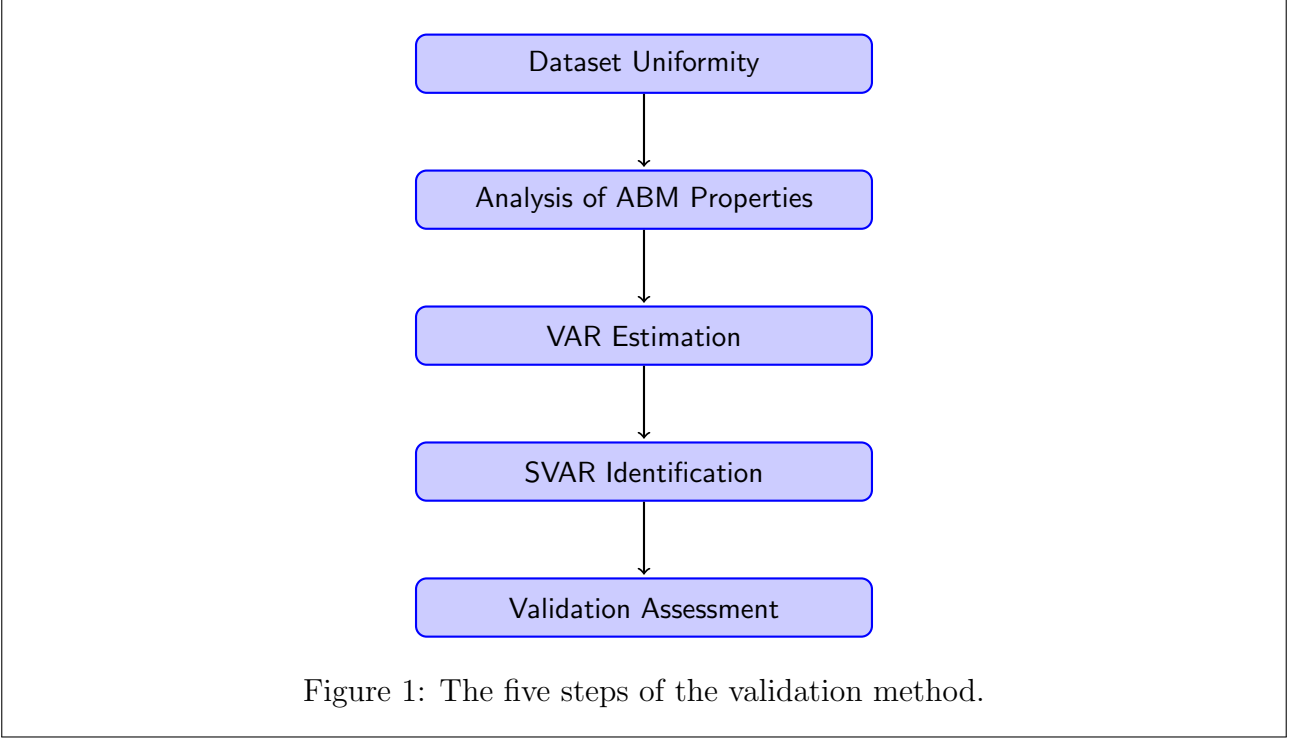 Dataset Uniformity
Analysis of ABM Properties
VAR Estimation
SVAR Identification
Validation Assessment
Figure 1: The five steps of the validation method.